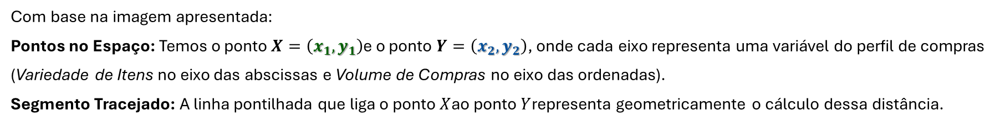 Com base na imagem apresentada:
Pontos no Espaço: Temos o ponto X = (x₁, y₁)e o ponto Y = (x₂, y₂), onde cada eixo representa uma variável do perfil de compras
(Variedade de Itens no eixo das abscissas e Volume de Compras no eixo das ordenadas).
Segmento Tracejado: A linha pontilhada que liga o ponto Xao ponto Yrepresenta geometricamente o cálculo dessa distância.